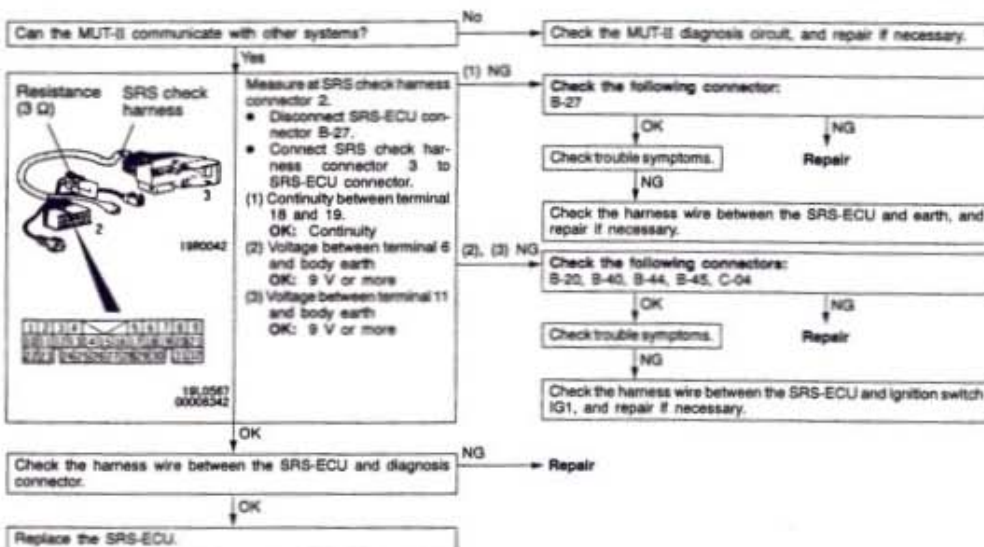 No
Can the MUT-II communicate with other systems?
Check the MUT-II diagnosis circuit, and repair if necessary.
Yes
Resistance
(3 Ω)
SRS check
harness
3
2
19R0042
19L0567
00008342
Measure at SRS check harness
connector 2.
• Disconnect SRS-ECU con-
nector B-27.
• Connect SRS check har-
ness connector 3 to
SRS-ECU connector.
(1) Continuity between terminal
18 and 19.
OK: Continuity
(2) Voltage between terminal 6
and body earth
OK: 9 V or more
(3) Voltage between terminal 11
and body earth
OK: 9 V or more
(1) NG
Check the following connector:
B-27
OK
NG
Check trouble symptoms.
Repair
NG
Check the harness wire between the SRS-ECU and earth, and
repair if necessary.
(2), (3) NG
Check the following connectors:
B-20, B-40, B-44, B-45, C-04
OK
NG
Check trouble symptoms.
Repair
NG
Check the harness wire between the SRS-ECU and ignition switch
IG1, and repair if necessary.
OK
Check the harness wire between the SRS-ECU and diagnosis
connector.
NG
Repair
OK
Replace the SRS-ECU.